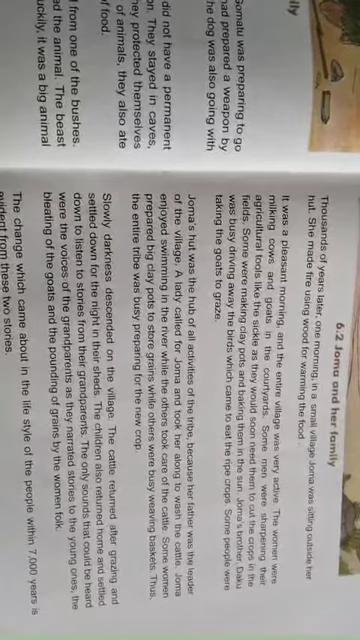 ily
Somatu was preparing to go
had prepared a weapon by
he dog was also going with
did not have a permanent
on. They stayed in caves,
hey protected themselves
of animals, they also ate
of food.
l from one of the bushes.
ed the animal. The beast
uckily, it was a big animal
6.2 Joma and her family
Thousands of years later, one morning, in a small village Joma was sitting outside her
hut. She made fire using wood for warming the food.
It was a pleasant morning, and the entire village was very active. The women were
milking cows and goats in the courtyards. Some men were sharpening their
agricultural tools like the sickle as they would soon need them to cut the crops in the
fields. Some were making clay pots and baking them in the sun. Joma's brother, Daku
was busy driving away the birds which came to eat the ripe crops. Some people were
taking the goats to graze.
Joma's hut was the hub of all activities of the tribe, because her father was the leader
of the village. A lady called for Joma and took her along to wash the cattle. Joma
enjoyed swimming in the river while the others took care of the cattle. Some women
prepared big clay pots to store grains while others were busy weaving baskets. Thus,
the entire tribe was busy preparing for the new crop.
Slowly darkness descended on the village. The cattle returned after grazing and
settled down for the night in their sheds. The children also returned home and settled
down to listen to stories from their grandparents. The only sounds that could be heard
were the voices of the grandparents as they narrated stories to the young ones, the
bleating of the goats and the pounding of grains by the women folk.
The change which came about in the life style of the people within 7,000 years is
evident from these two stories.